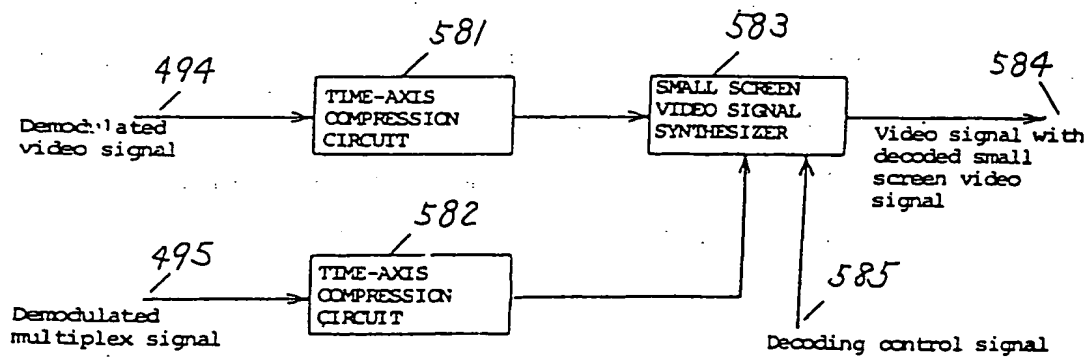 581
583
584
494
TIME-AXIS
COMPRESSION
CIRCUIT
SMALL SCREEN
VIDEO SIGNAL
SYNTHESIZER
Demodulated
video signal
Video signal with
decoded small
screen video
signal
582
495
TIME-AXIS
COMPRESSION
CIRCUIT
585
Demodulated
multiplex signal
Decoding control signal